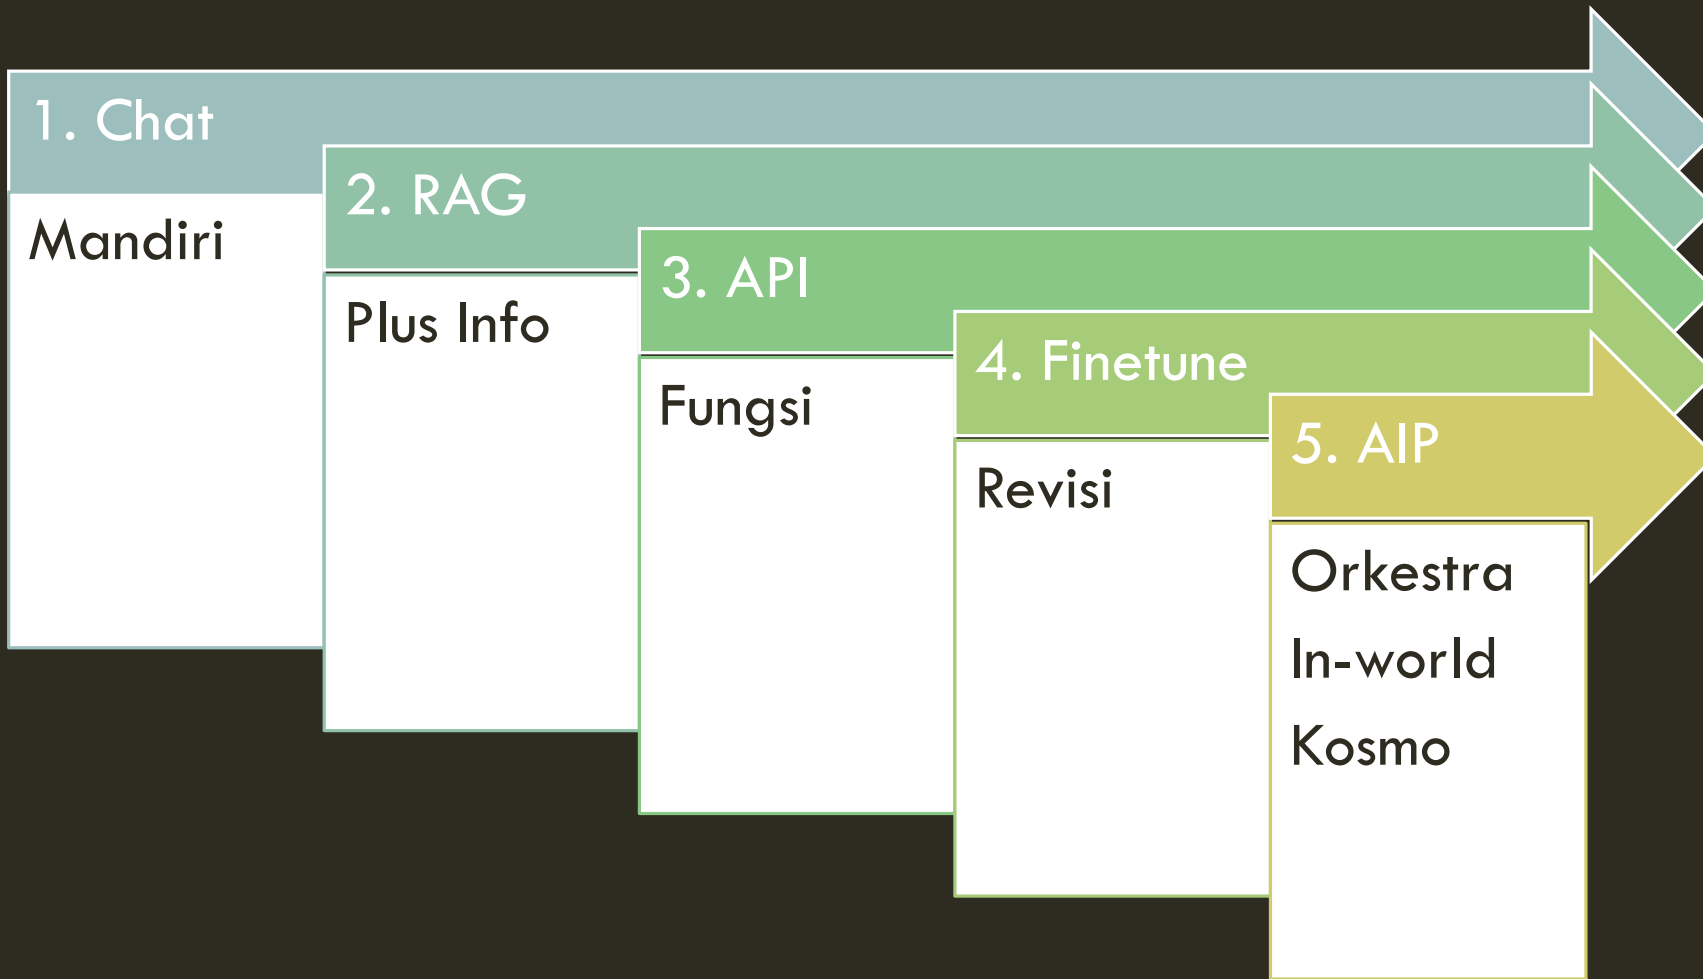 1. Chat
Mandiri
2. RAG
Plus Info
3. API
Fungsi
4. Finetune
Revisi
5. AIP
Orkestra
In-world
Kosmo